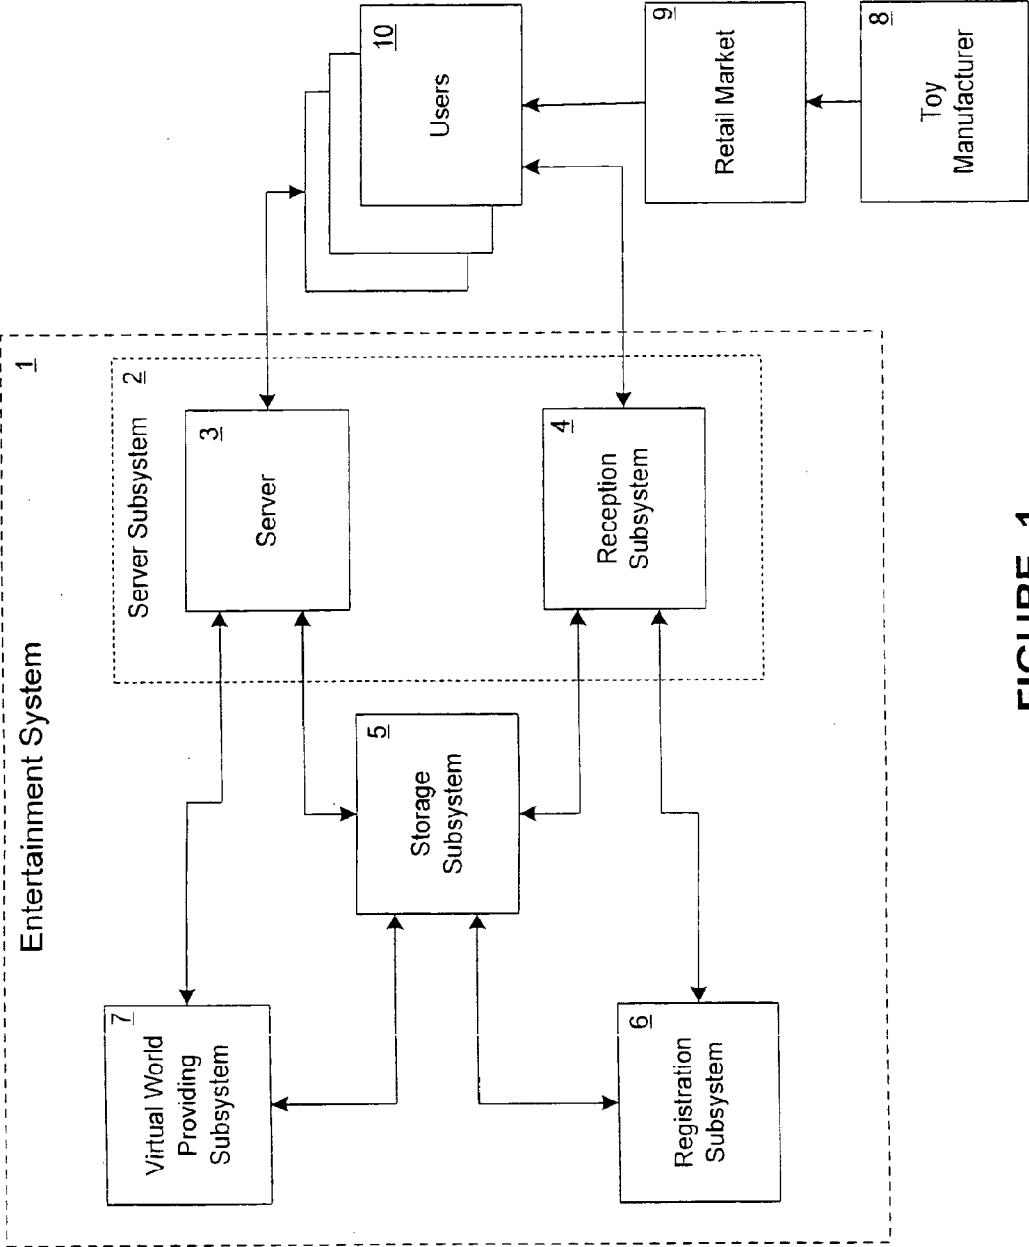 Entertainment System
1
Server Subsystem
2
Virtual World
Providing
Subsystem
7
Server
3
Users
10
Storage
Subsystem
5
Registration
Subsystem
6
Reception
Subsystem
4
Retail Market
9
Toy
Manufacturer
8
FIGURE 1